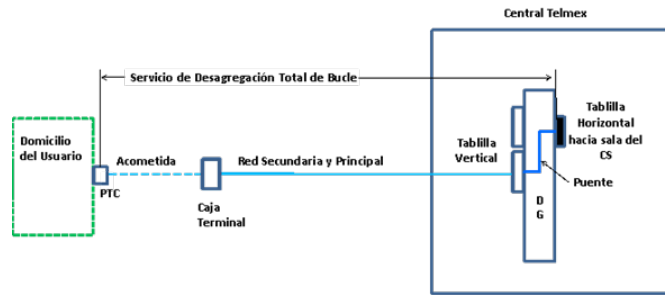 Central Telmex
Servicio de Desagregación Total de Bucle
Tablilla
Horizontal
hacia sala del
CS
Domicilio
del Usuario
Acometida
Red Secundaria y Principal
Tablilla
Vertical
Puente
PTC
Caja
Terminal
D
G